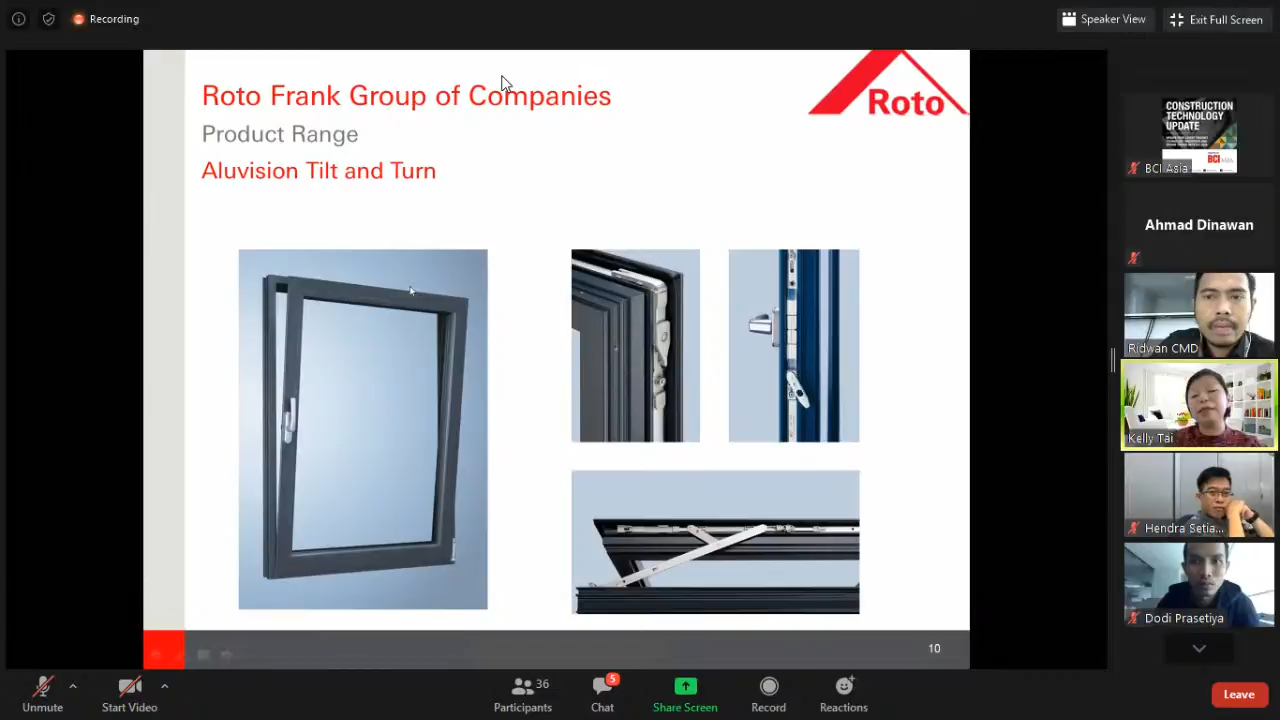 Recording
Speaker View
Exit Full Screen
Roto Frank Group of Companies
Product Range
Aluvision Tilt and Turn
Roto
CONSTRUCTION
TECHNOLOGY
UPDATE
BCI
BCI Asia
Ahmad Dinawan
Ridwan CMD
Kelly Tai
Hendra Setia...
Dodi Prasetiya
10
Unmute
Start Video
Participants
36
Chat
5
Share Screen
Record
Reactions
Leave